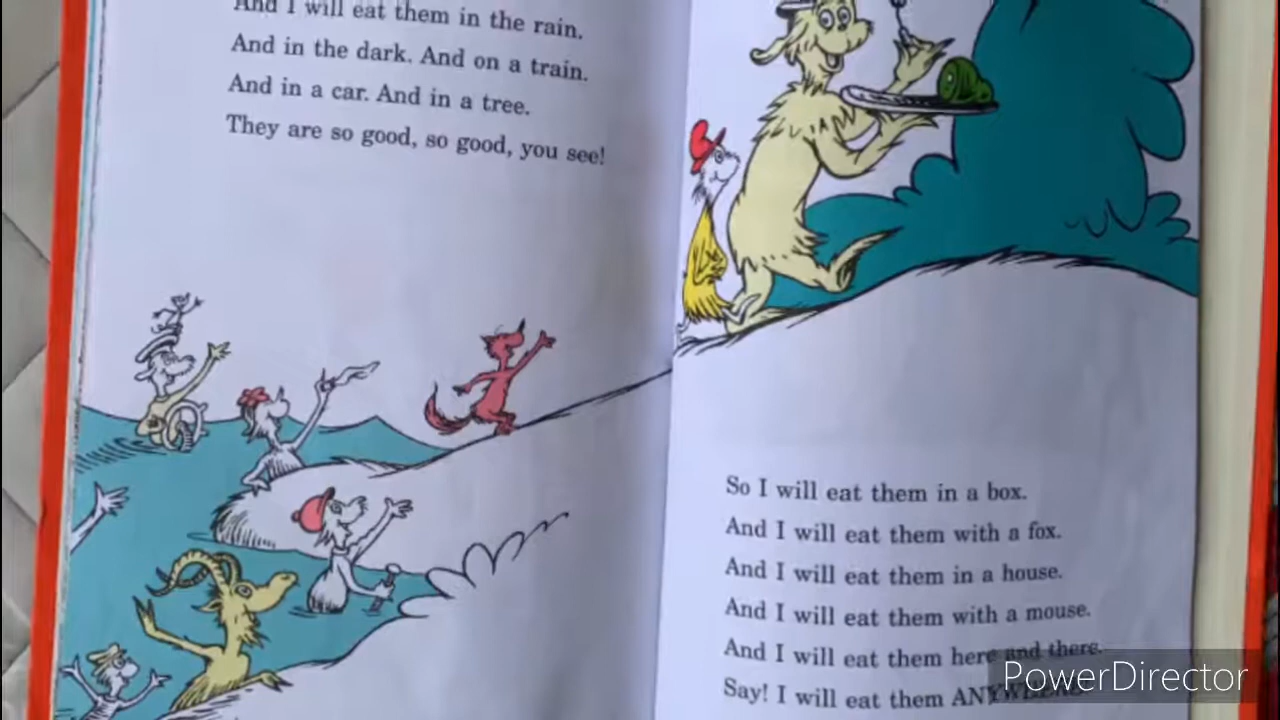 And I will eat them in the rain.
And in the dark. And on a train.
And in a car. And in a tree.
They are so good, so good, you see!
So I will eat them in a box.
And I will eat them with a fox.
And I will eat them in a house.
And I will eat them with a mouse.
And I will eat them here and there.
Say! I will eat them ANYWHERE!
PowerDirector